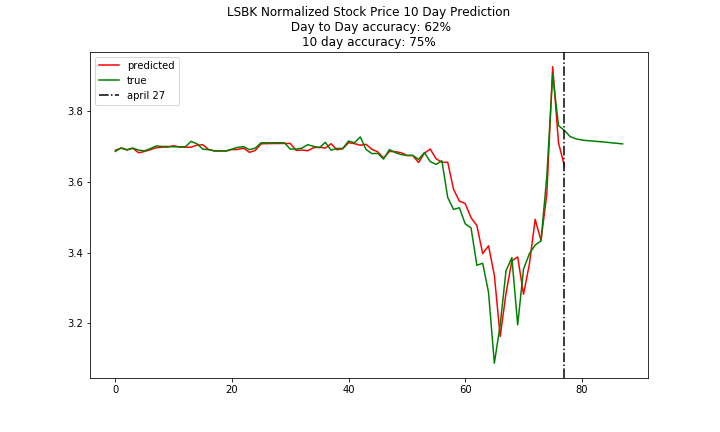 LSBK Normalized Stock Price 10 Day Prediction
Day to Day accuracy: 62%
10 day accuracy: 75%
predicted
true
april 27
3.8
3.6
3.4
3.2
0 20 40 60 80